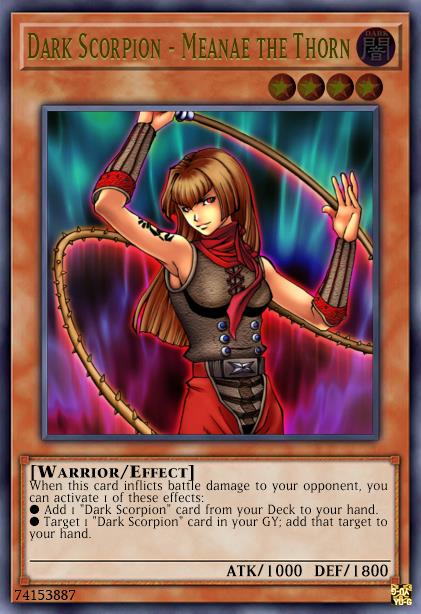 Dark Scorpion - Meanae the Thorn
DARK
闇
[Warrior/Effect]
When this card inflicts battle damage to your opponent, you
can activate 1 of these effects:
● Add 1 "Dark Scorpion" card from your Deck to your hand.
● Target 1 "Dark Scorpion" card in your GY; add that target to
your hand.
ATK/1000 DEF/1800
74153887